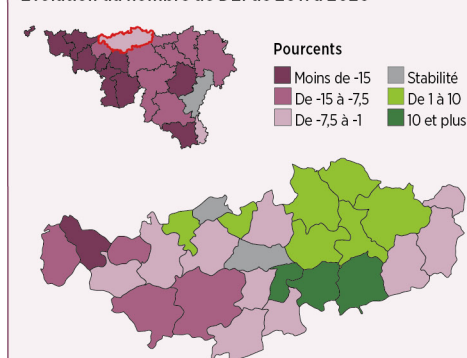 Pourcents
Moins de -15
De -15 à -7,5
De -7,5 à -1
Stabilité
De 1 à 10
10 et plus